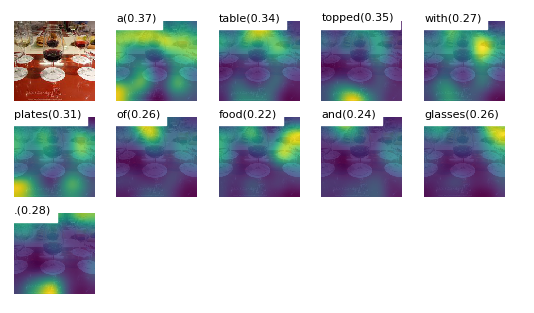 a(0.37) table(0.34) topped(0.35) with(0.27)
plates(0.31) of(0.26) food(0.22) and(0.24) glasses(0.26)
.(0.28)